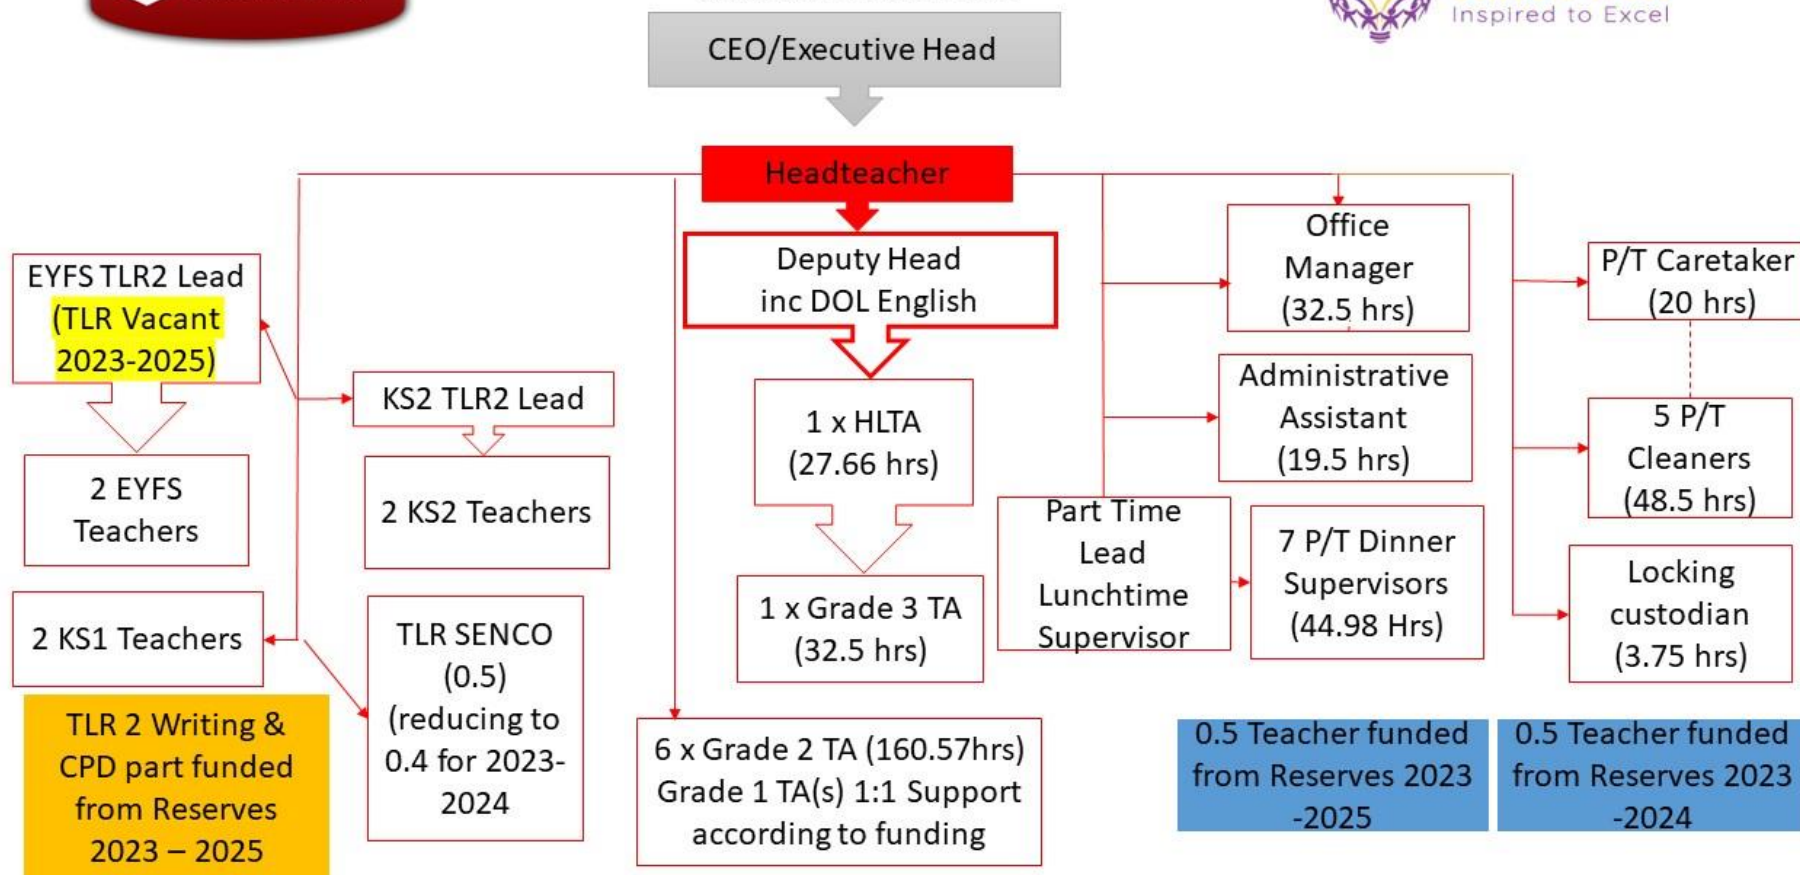 Inspired to Excel
CEO/Executive Head
Headteacher
Deputy Head
inc DOL English
EYFS TLR2 Lead
(TLR Vacant
2023-2025)
KS2 TLR2 Lead
2 EYFS
Teachers
2 KS2 Teachers
2 KS1 Teachers
TLR SENCO
(0.5)
(reducing to
0.4 for 2023-
2024
TLR 2 Writing &
CPD part funded
from Reserves
2023 – 2025
1 x HLTA
(27.66 hrs)
1 x Grade 3 TA
(32.5 hrs)
6 x Grade 2 TA (160.57hrs)
Grade 1 TA(s) 1:1 Support
according to funding
Office
Manager
(32.5 hrs)
Administrative
Assistant
(19.5 hrs)
Part Time
Lead
Lunchtime
Supervisor
7 P/T Dinner
Supervisors
(44.98 Hrs)
P/T Caretaker
(20 hrs)
5 P/T
Cleaners
(48.5 hrs)
Locking
custodian
(3.75 hrs)
0.5 Teacher funded
from Reserves 2023
-2025
0.5 Teacher funded
from Reserves 2023
-2024